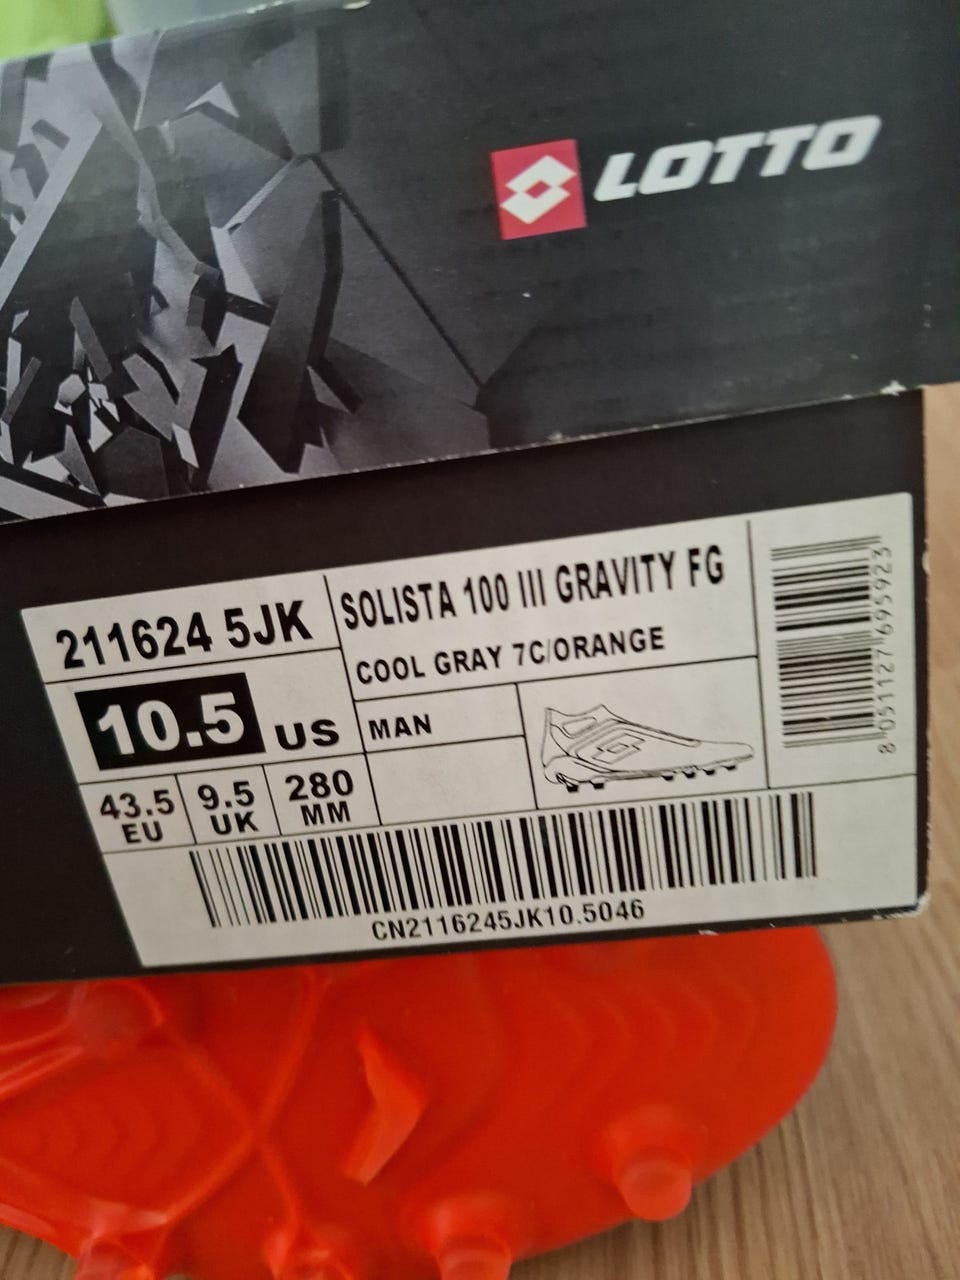 LOTTO
211624 5JK
SOLISTA 100 III GRAVITY FG
COOL GRAY 7C/ORANGE
10.5 US
MAN
43.5 EU
9.5 UK
280 MM
8 051127 695923
CN2116245JK10.5046